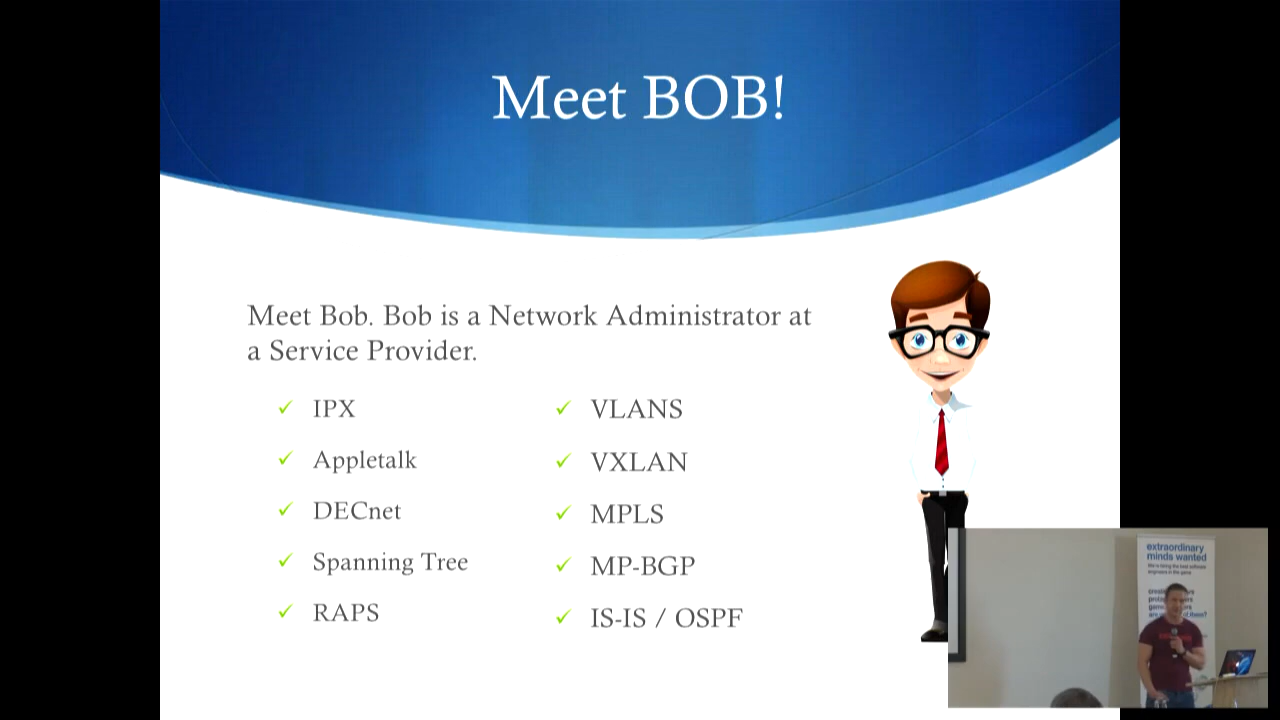 Meet BOB!
Meet Bob. Bob is a Network Administrator at
a Service Provider.
IPX
Appletalk
DECnet
Spanning Tree
RAPS
VLANS
VXLAN
MPLS
MP-BGP
IS-IS / OSPF
extraordinary
minds wanted